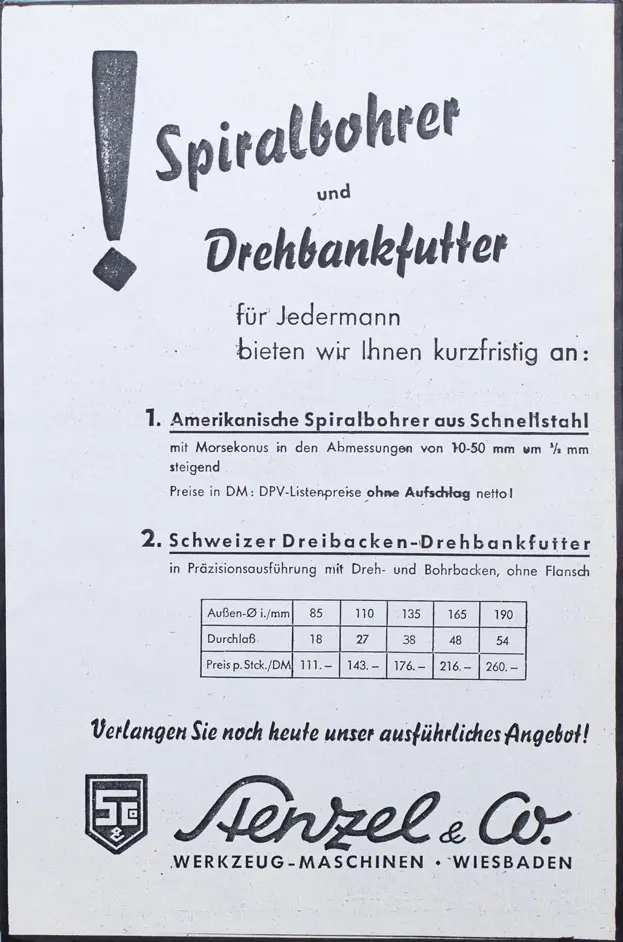 !
Spiralbohrer
und
Drehbankfutter
für Jedermann
bieten wir Ihnen kurzfristig an:
1. Amerikanische Spiralbohrer aus Schnellstahl
mit Morsekonus in den Abmessungen von 10-50 mm um ½ mm
steigend
Preise in DM: DPV-Listenpreise ohne Aufschlag netto!
2. Schweizer Dreibacken-Drehbankfutter
in Präzisionsausführung mit Dreh- und Bohrbacken, ohne Flansch
Außen-Ø i./mm 85 110 135 165 190
Durchlaß 18 27 38 48 54
Preis p. Stck./DM 111.– 143.– 176.– 216.– 260.–
Verlangen Sie noch heute unser ausführliches Angebot!
STCo
&
Stenzel & Co.
WERKZEUG-MASCHINEN · WIESBADEN